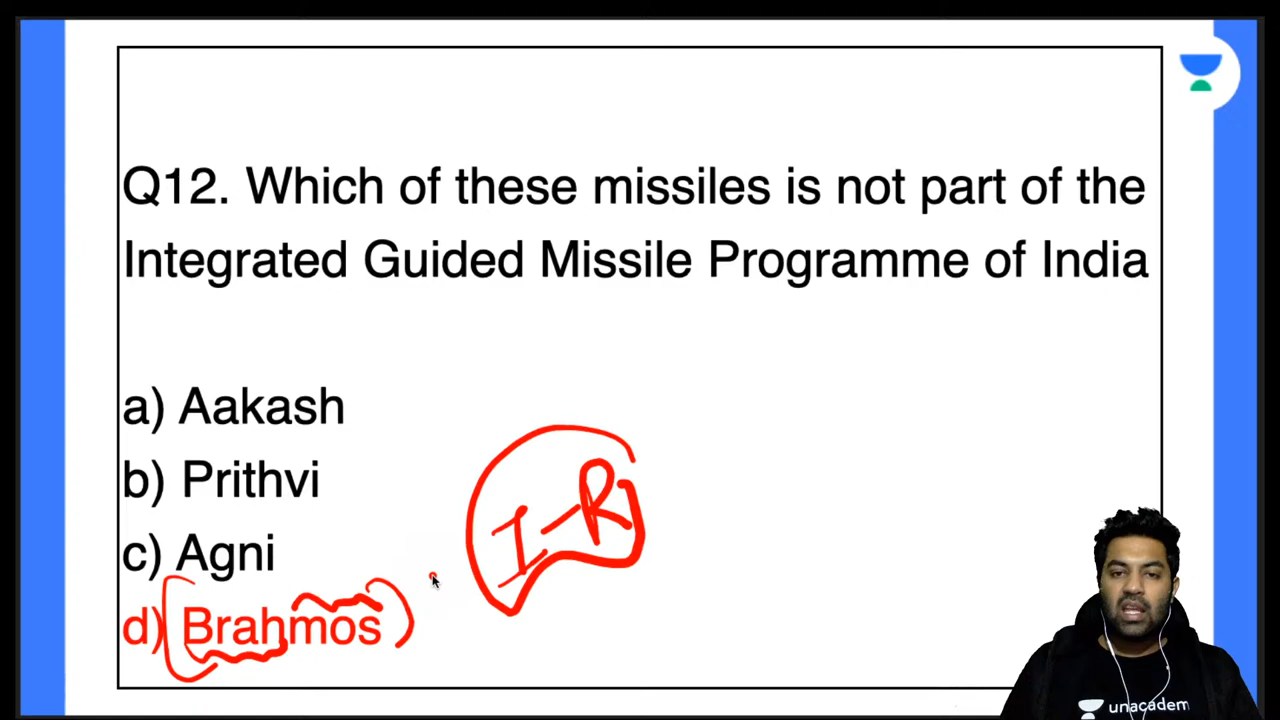 Q12. Which of these missiles is not part of the
Integrated Guided Missile Programme of India
a) Aakash
b) Prithvi
I-R
c) Agni
d) Brahmos
unacadem